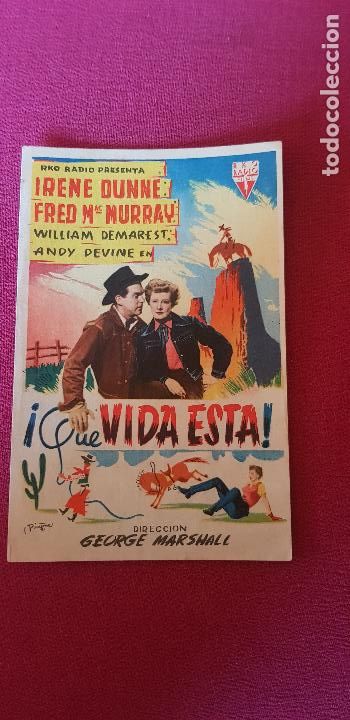 RKO RADIO PRESENTA
IRENE DUNNE
FRED Mc MURRAY
WILLIAM DEMAREST
ANDY DEVINE EN
RKO
RADIO
¡Que VIDA ESTA!
DIRECCION
GEORGE MARSHALL
todocoleccion.net